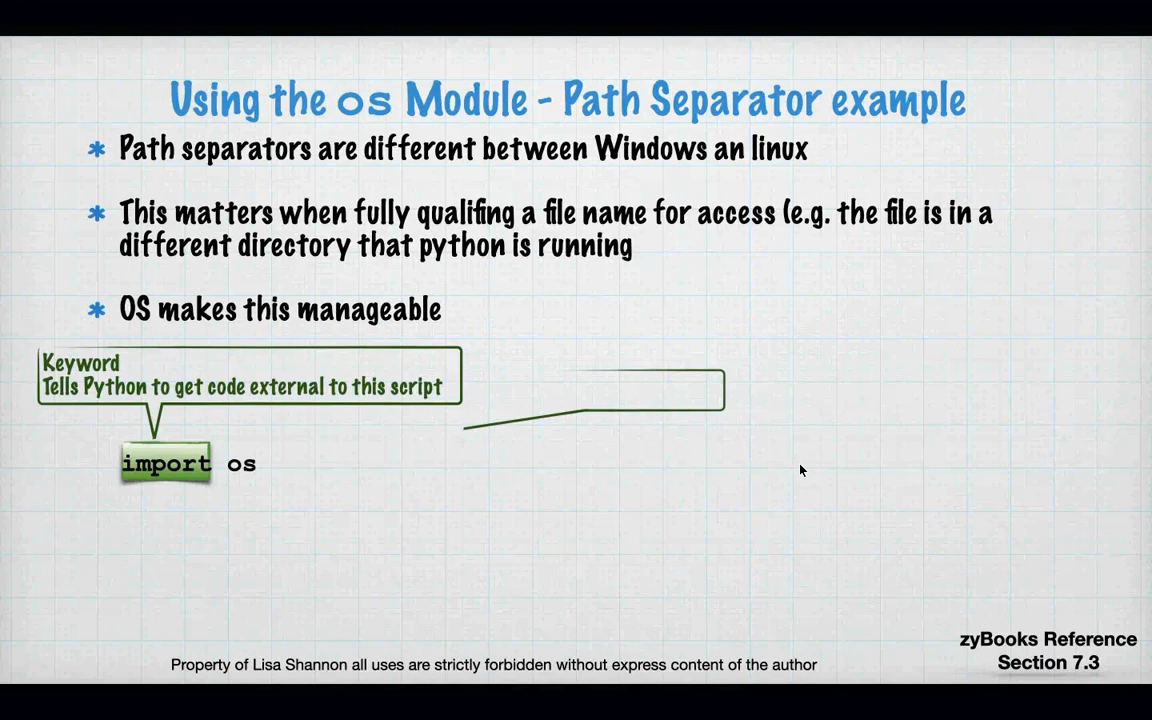 Using the os Module - Path Separator example
* Path separators are different between Windows an linux
* This matters when fully qualifing a file name for access (e.g. the file is in a
different directory that python is running
* OS makes this manageable
Keyword
Tells Python to get code external to this script
import os
zyBooks Reference
Section 7.3
Property of Lisa Shannon all uses are strictly forbidden without express content of the author